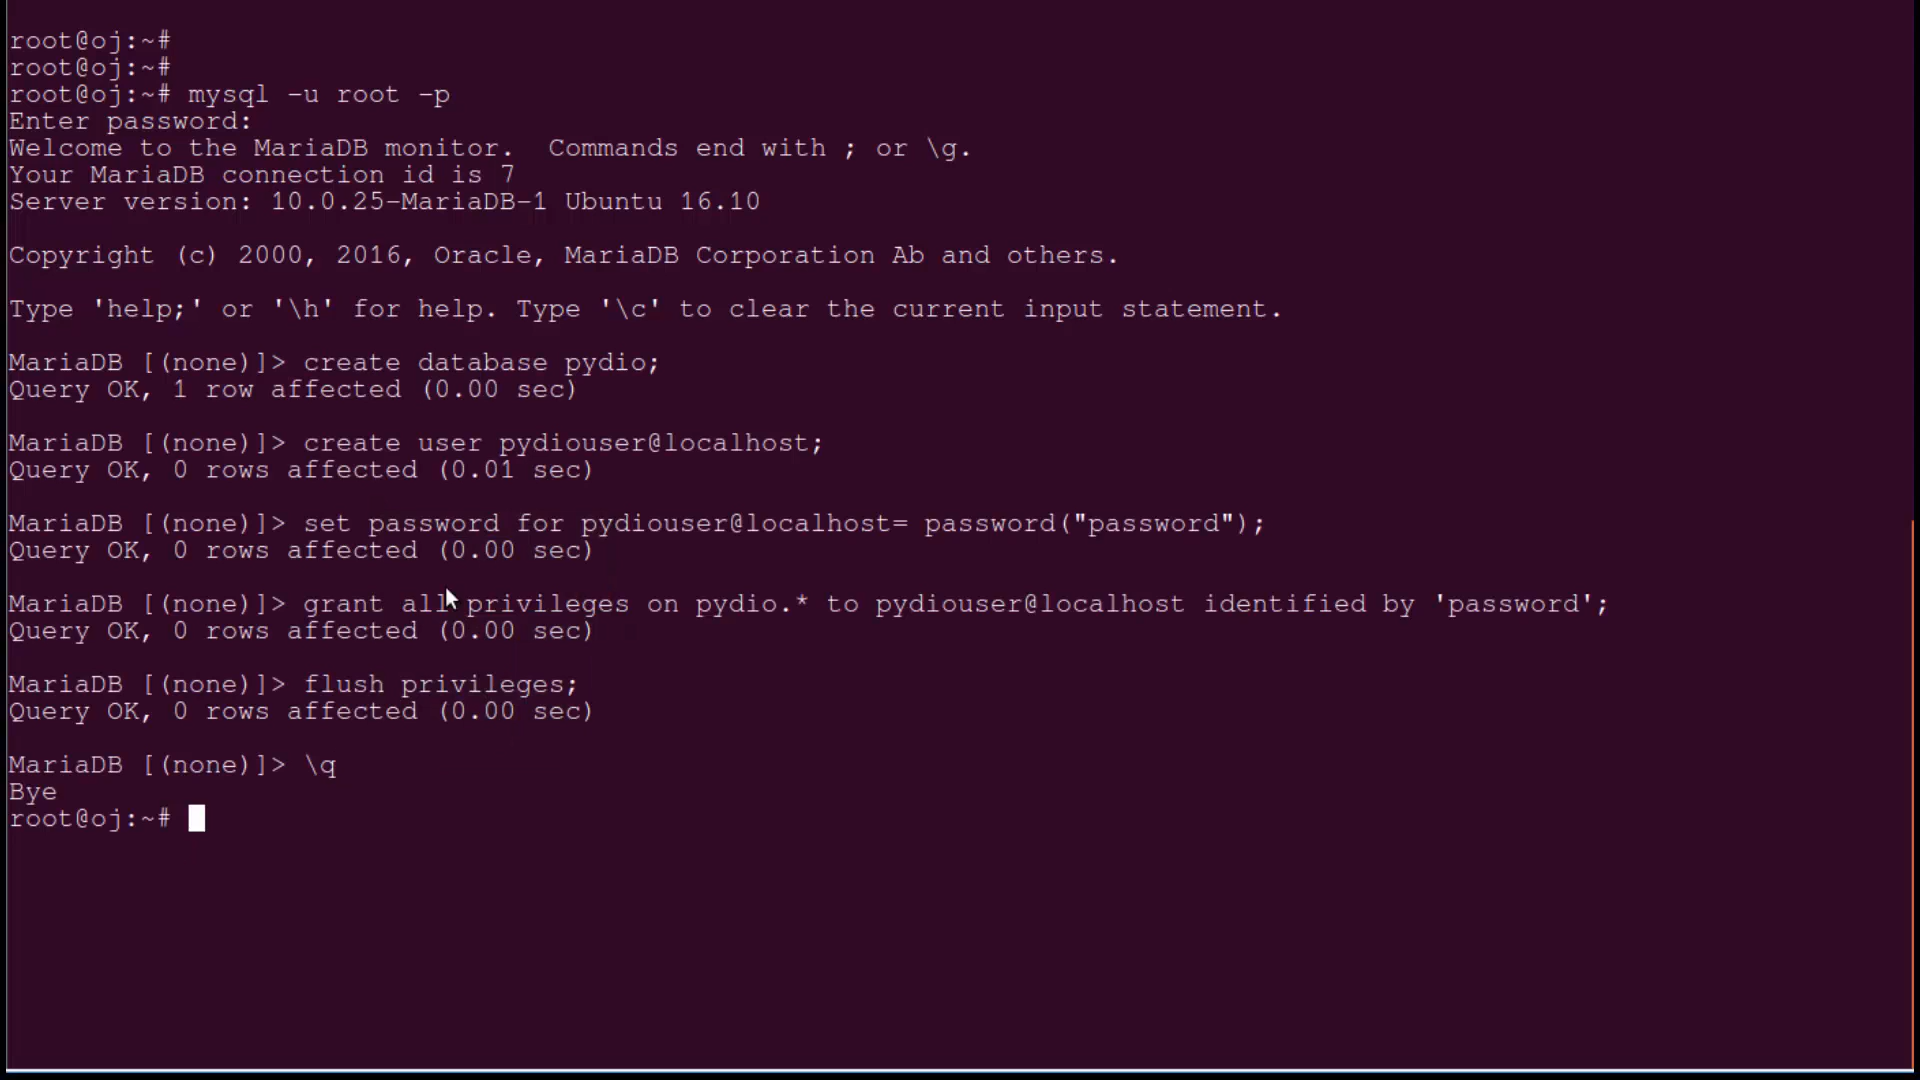 root@oj:~#
root@oj:~#
root@oj:~# mysql -u root -p
Enter password:
Welcome to the MariaDB monitor.  Commands end with ; or \g.
Your MariaDB connection id is 7
Server version: 10.0.25-MariaDB-1 Ubuntu 16.10
Copyright (c) 2000, 2016, Oracle, MariaDB Corporation Ab and others.
Type 'help;' or '\h' for help. Type '\c' to clear the current input statement.
MariaDB [(none)]> create database pydio;
Query OK, 1 row affected (0.00 sec)
MariaDB [(none)]> create user pydiouser@localhost;
Query OK, 0 rows affected (0.01 sec)
MariaDB [(none)]> set password for pydiouser@localhost= password("password");
Query OK, 0 rows affected (0.00 sec)
MariaDB [(none)]> grant all privileges on pydio.* to pydiouser@localhost identified by 'password';
Query OK, 0 rows affected (0.00 sec)
MariaDB [(none)]> flush privileges;
Query OK, 0 rows affected (0.00 sec)
MariaDB [(none)]> \q
Bye
root@oj:~#